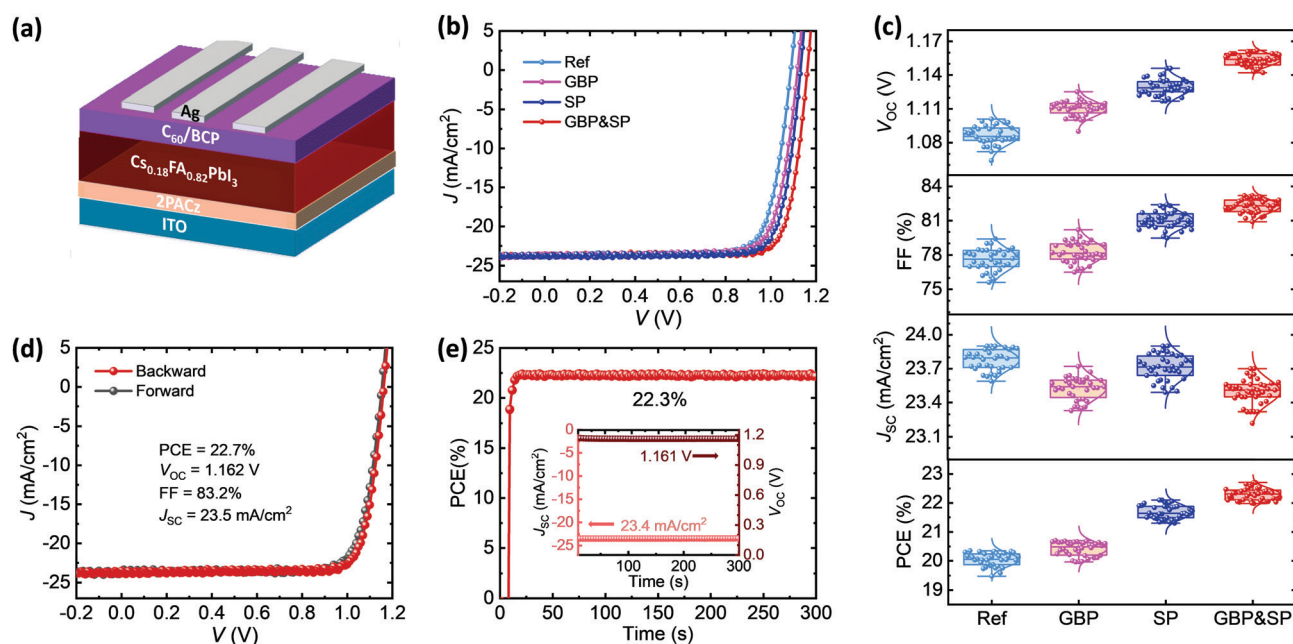 (a)
Ag
C60/BCP
Cs0.18FA0.82PbI3
2PACz
ITO
(b)
5
0
-5
-10
-15
-20
-25
J (mA/cm2)
Ref
GBP
SP
GBP&SP
-0.2 0.0 0.2 0.4 0.6 0.8 1.0 1.2
V (V)
(c)
1.17
1.14
1.11
1.08
VOC (V)
84
81
78
75
FF (%)
24.0
23.7
23.4
23.1
JSC (mA/cm2)
23
22
21
20
19
PCE (%)
Ref GBP SP GBP&SP
(d)
5
0
-5
-10
-15
-20
-25
J (mA/cm2)
Backward
Forward
PCE = 22.7%
VOC = 1.162 V
FF = 83.2%
JSC = 23.5 mA/cm2
-0.2 0.0 0.2 0.4 0.6 0.8 1.0 1.2
V (V)
(e)
25
20
15
10
5
0
PCE(%)
22.3%
0
-5
-10
-15
-20
-25
JSC (mA/cm2)
1.161 V
23.4 mA/cm2
1.2
0.9
0.6
0.3
0.0
VOC (V)
100 200 300
Time (s)
0 50 100 150 200 250 300
Time (s)